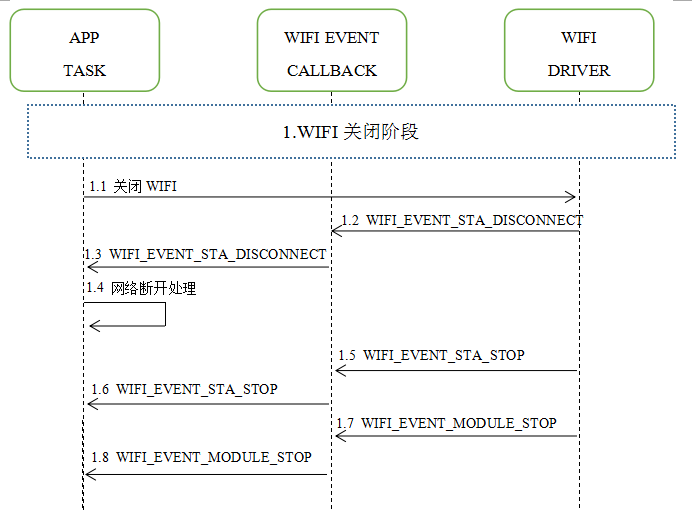 APP
TASK
WIFI EVENT
CALLBACK
WIFI
DRIVER
1.WIFI 关闭阶段
1.1 关闭 WIFI
1.2 WIFI_EVENT_STA_DISCONNECT
1.3 WIFI_EVENT_STA_DISCONNECT
1.4 网络断开处理
1.5 WIFI_EVENT_STA_STOP
1.6 WIFI_EVENT_STA_STOP
1.7 WIFI_EVENT_MODULE_STOP
1.8 WIFI_EVENT_MODULE_STOP